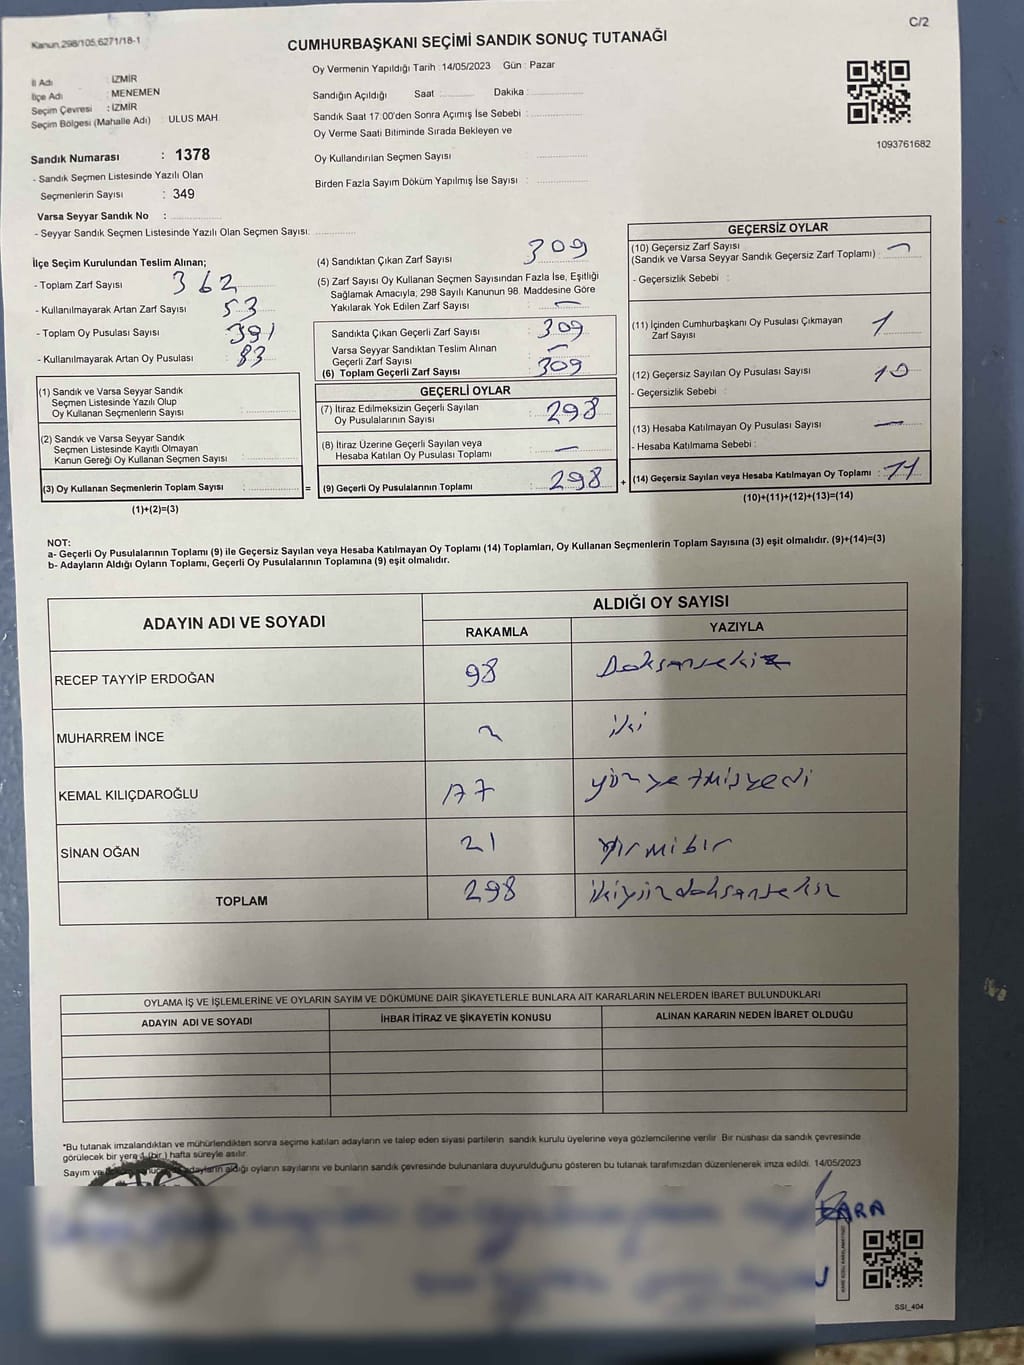 Kanun,298/105,6271/18-1
C/2
CUMHURBAŞKANI SEÇİMİ SANDIK SONUÇ TUTANAĞI
Oy Vermenin Yapıldığı Tarih : 14/05/2023 Gün : Pazar
İl Adı : İZMİR
İlçe Adı : MENEMEN
Seçim Çevresi : İZMİR
Seçim Bölgesi (Mahalle Adı) : ULUS MAH.
Sandığın Açıldığı Saat : Dakika :
Sandık Saat 17:00'den Sonra Açımış İse Sebebi :
Oy Verme Saati Bitiminde Sırada Bekleyen ve
Oy Kullandırılan Seçmen Sayısı :
Birden Fazla Sayım Döküm Yapılmış İse Sayısı :
1093761682
Sandık Numarası : 1378
- Sandık Seçmen Listesinde Yazılı Olan
Seçmenlerin Sayısı : 349
Varsa Seyyar Sandık No :
- Seyyar Sandık Seçmen Listesinde Yazılı Olan Seçmen Sayısı:
İlçe Seçim Kurulundan Teslim Alınan;
- Toplam Zarf Sayısı : 362
- Kullanılmayarak Artan Zarf Sayısı : 53
- Toplam Oy Pusulası Sayısı : 391
- Kullanılmayarak Artan Oy Pusulası : 83
(1) Sandık ve Varsa Seyyar Sandık
Seçmen Listesinde Yazılı Olup
Oy Kullanan Seçmenlerin Sayısı :
(2) Sandık ve Varsa Seyyar Sandık
Seçmen Listesinde Kayıtlı Olmayan
Kanun Gereği Oy Kullanan Seçmen Sayısı :
(3) Oy Kullanan Seçmenlerin Toplam Sayısı : =
(1)+(2)=(3)
(4) Sandıktan Çıkan Zarf Sayısı : 309
(5) Zarf Sayısı Oy Kullanan Seçmen Sayısından Fazla İse, Eşitliği
Sağlamak Amacıyla; 298 Sayılı Kanunun 98. Maddesine Göre
Yakılarak Yok Edilen Zarf Sayısı : —
Sandıkta Çıkan Geçerli Zarf Sayısı : 309
Varsa Seyyar Sandıktan Teslim Alınan
Geçerli Zarf Sayısı : —
(6) Toplam Geçerli Zarf Sayısı : 309
GEÇERLİ OYLAR
(7) İtiraz Edilmeksizin Geçerli Sayılan
Oy Pusulalarının Sayısı : 298
(8) İtiraz Üzerine Geçerli Sayılan veya
Hesaba Katılan Oy Pusulası Toplamı : —
(9) Geçerli Oy Pusulalarının Toplamı : 298 +
GEÇERSİZ OYLAR
(10) Geçersiz Zarf Sayısı
(Sandık ve Varsa Seyyar Sandık Geçersiz Zarf Toplamı) : —
- Geçersizlik Sebebi :
(11) İçinden Cumhurbaşkanı Oy Pusulası Çıkmayan
Zarf Sayısı : 1
(12) Geçersiz Sayılan Oy Pusulası Sayısı : 10
- Geçersizlik Sebebi :
(13) Hesaba Katılmayan Oy Pusulası Sayısı : —
- Hesaba Katılmama Sebebi :
(14) Geçersiz Sayılan veya Hesaba Katılmayan Oy Toplamı : 11
(10)+(11)+(12)+(13)=(14)
NOT:
a- Geçerli Oy Pusulalarının Toplamı (9) ile Geçersiz Sayılan veya Hesaba Katılmayan Oy Toplamı (14) Toplamları, Oy Kullanan Seçmenlerin Toplam Sayısına (3) eşit olmalıdır. (9)+(14)=(3)
b- Adayların Aldığı Oyların Toplamı, Geçerli Oy Pusulalarının Toplamına (9) eşit olmalıdır.
ADAYIN ADI VE SOYADI
ALDIĞI OY SAYISI
RAKAMLA YAZIYLA
RECEP TAYYİP ERDOĞAN 98 Doksansekiz
MUHARREM İNCE 2 iki
KEMAL KILIÇDAROĞLU 177 yüzyetmişyedi
SİNAN OĞAN 21 yirmibir
TOPLAM 298 ikiyüzdoksansekiz
OYLAMA İŞ VE İŞLEMLERİNE VE OYLARIN SAYIM VE DÖKÜMÜNE DAİR ŞİKAYETLERLE BUNLARA AİT KARARLARIN NELERDEN İBARET BULUNDUKLARI
ADAYIN ADI VE SOYADI İHBAR İTİRAZ VE ŞİKAYETİN KONUSU ALINAN KARARIN NEDEN İBARET OLDUĞU
*Bu tutanak imzalandıktan ve mühürlendikten sonra seçime katılan adayların ve talep eden siyasi partilerin sandık kurulu üyelerine veya gözlemcilerine verilir. Bir nüshası da sandık çevresinde
görülecek bir yere 1 (bir) hafta süreyle asılır.
Sayım ve adayların aldığı oyların sayılarını ve bunların sandık çevresinde bulunanlara duyurulduğunu gösteren bu tutanak tarafımızdan düzenlenerek imza edildi. 14/05/2023
KARA
SSI_404